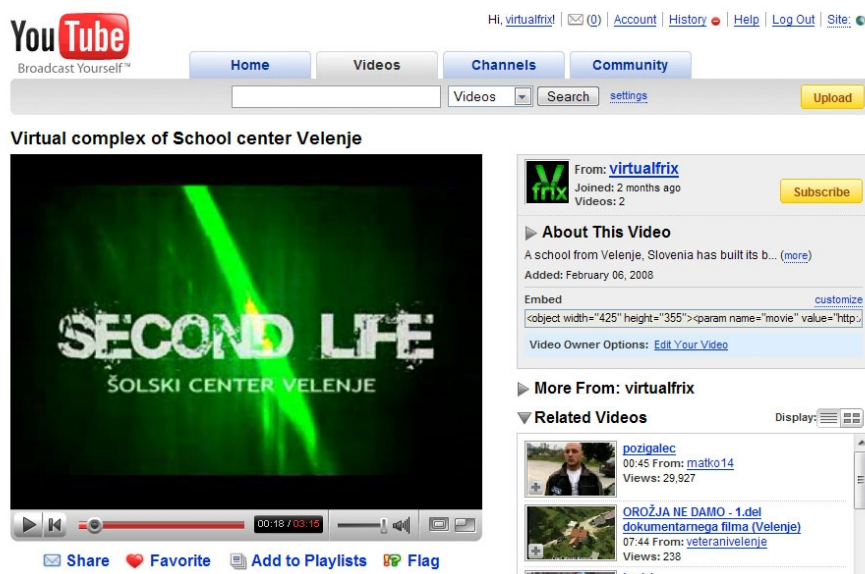 Hi, virtualfrix! (0) Account History Help Log Out Site:
You Tube
Broadcast Yourself™
Home Videos Channels Community
Videos Search settings Upload
Virtual complex of School center Velenje
SECOND LIFE
ŠOLSKI CENTER VELENJE
00:18 / 03:15
Share Favorite Add to Playlists Flag
V
frix
From: virtualfrix
Joined: 2 months ago
Videos: 2
Subscribe
About This Video
A school from Velenje, Slovenia has built its b... (more)
Added: February 06, 2008
Embed customize
<object width="425" height="355"><param name="movie" value="http:
Video Owner Options: Edit Your Video
More From: virtualfrix
Related Videos Display:
pozigalec
00:45 From: matko14
Views: 29,927
OROŽJA NE DAMO - 1.del
dokumentarnega filma (Velenje)
07:44 From: veteranivelenje
Views: 238